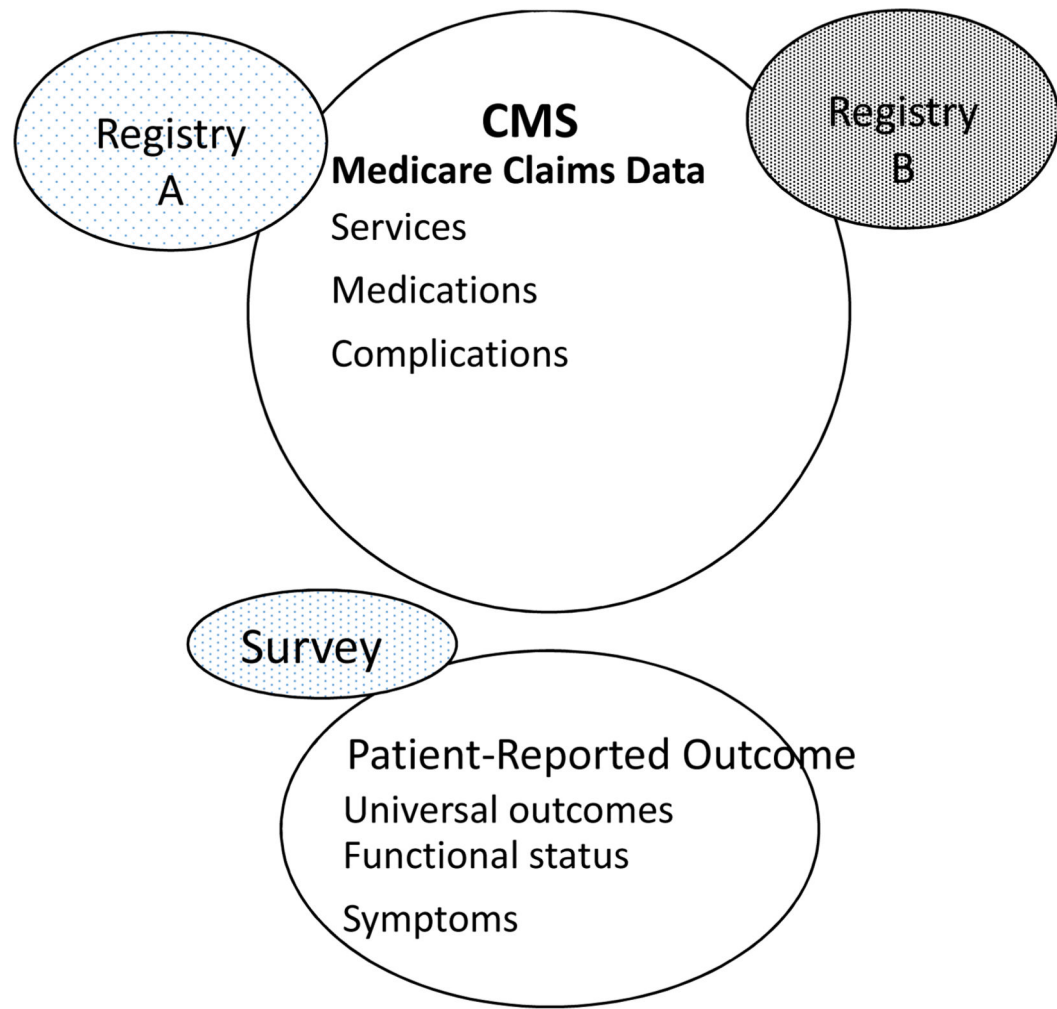 Registry
A
CMS
Medicare Claims Data
Services
Medications
Complications
Registry
B
Survey
Patient-Reported Outcome
Universal outcomes
Functional status
Symptoms